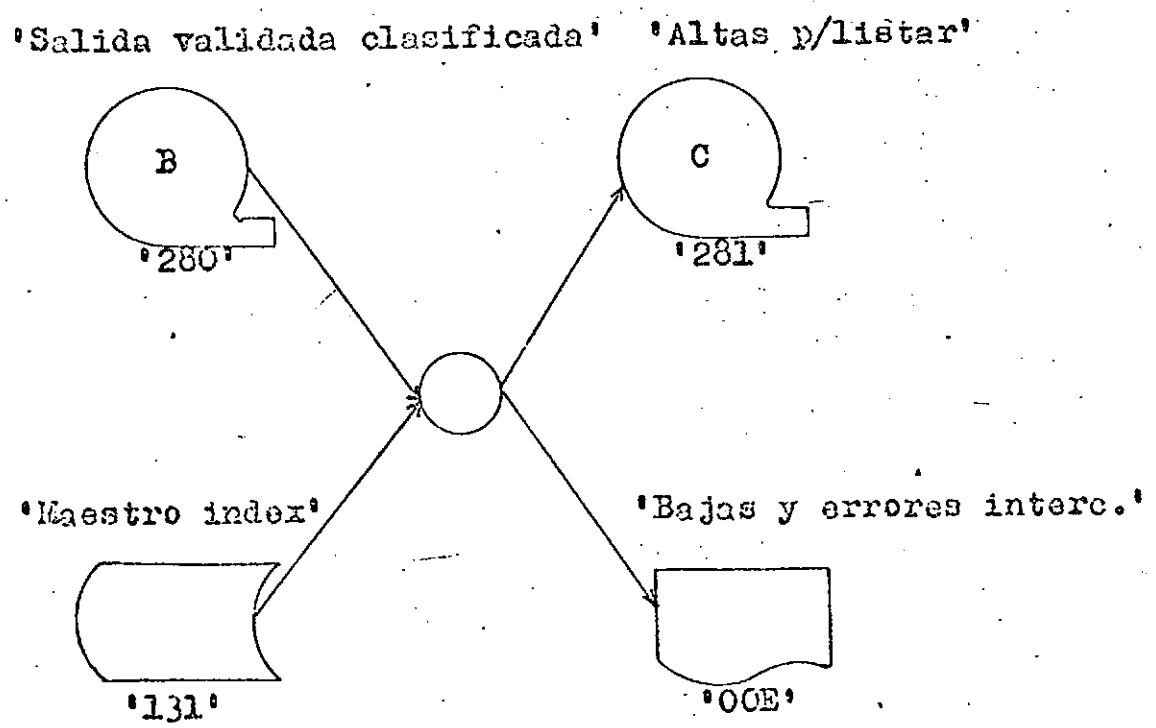 'Salida validada clasificada' 'Altas p/listar'
B
C
'280'
'281'
'Maestro index'
'Bajas y errores interc.'
'131'
'00E'